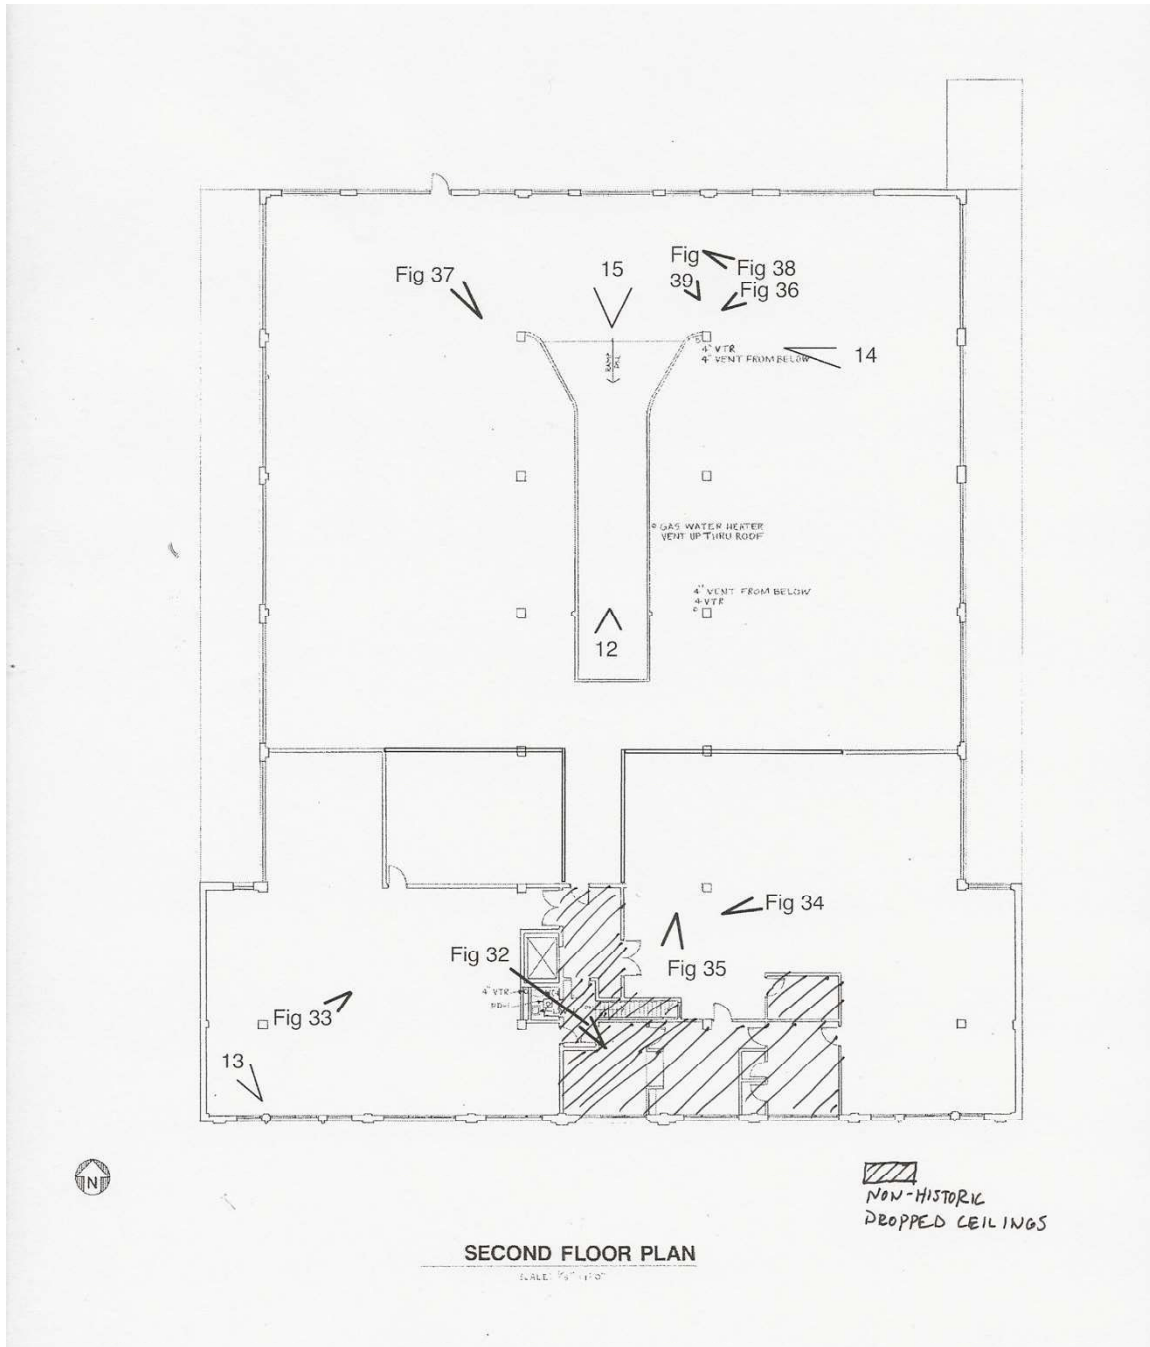 Fig 37
15
Fig
39
Fig 38
Fig 36
4" VTR
4" VENT FROM BELOW
14
RAMP
GAS WATER HEATER
VENT UP THRU ROOF
4" VENT FROM BELOW
4 VTR
12
Fig 34
Fig 32
Fig 35
4" VTR
Fig 33
13
N
NON-HISTORIC
DROPPED CEILINGS
SECOND FLOOR PLAN